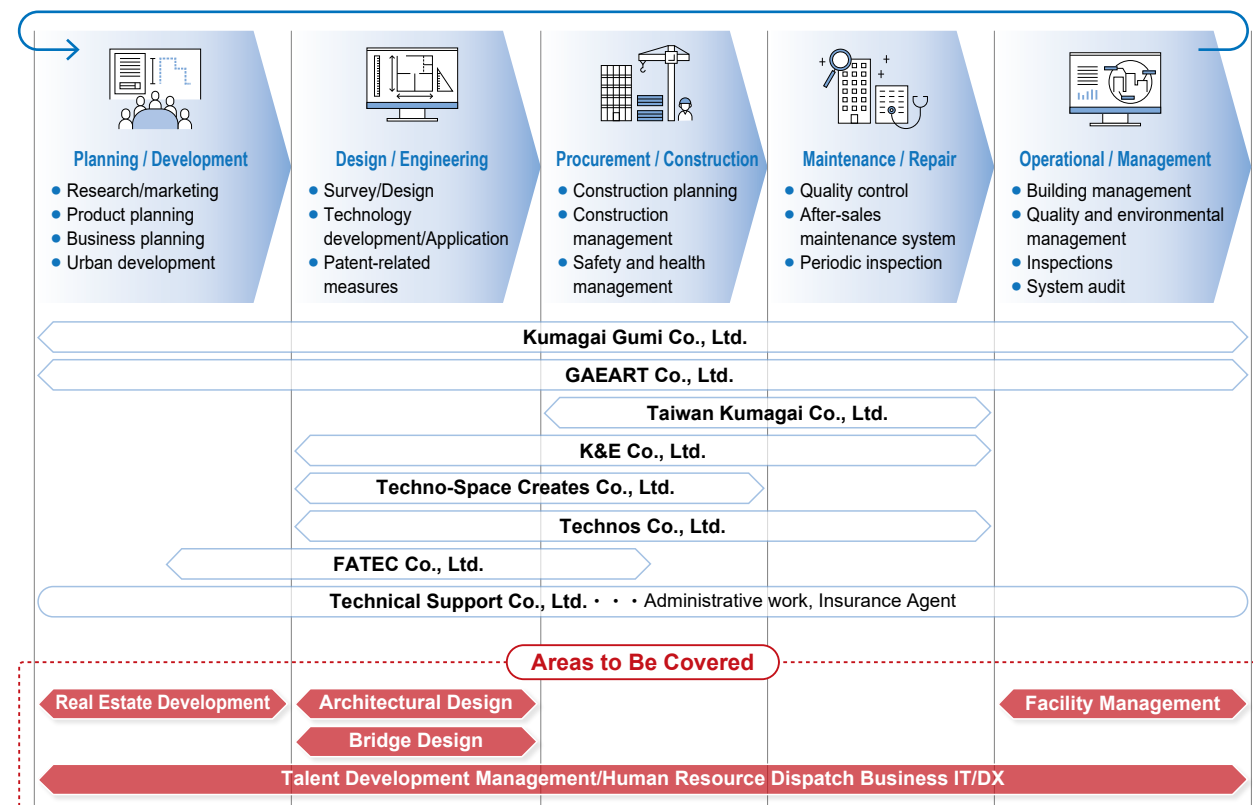 Planning / Development
Research/marketing
Product planning
Business planning
Urban development
Design / Engineering
Survey/Design
Technology
development/Application
Patent-related
measures
Procurement / Construction
Construction planning
Construction
management
Safety and health
management
Maintenance / Repair
Quality control
After-sales
maintenance system
Periodic inspection
Operational / Management
Building management
Quality and environmental
management
Inspections
System audit
Kumagai Gumi Co., Ltd.
GAEART Co., Ltd.
Taiwan Kumagai Co., Ltd.
K&E Co., Ltd.
Techno-Space Creates Co., Ltd.
Technos Co., Ltd.
FATEC Co., Ltd.
Technical Support Co., Ltd.・・・Administrative work, Insurance Agent
Areas to Be Covered
Real Estate Development
Architectural Design
Facility Management
Bridge Design
Talent Development Management/Human Resource Dispatch Business IT/DX